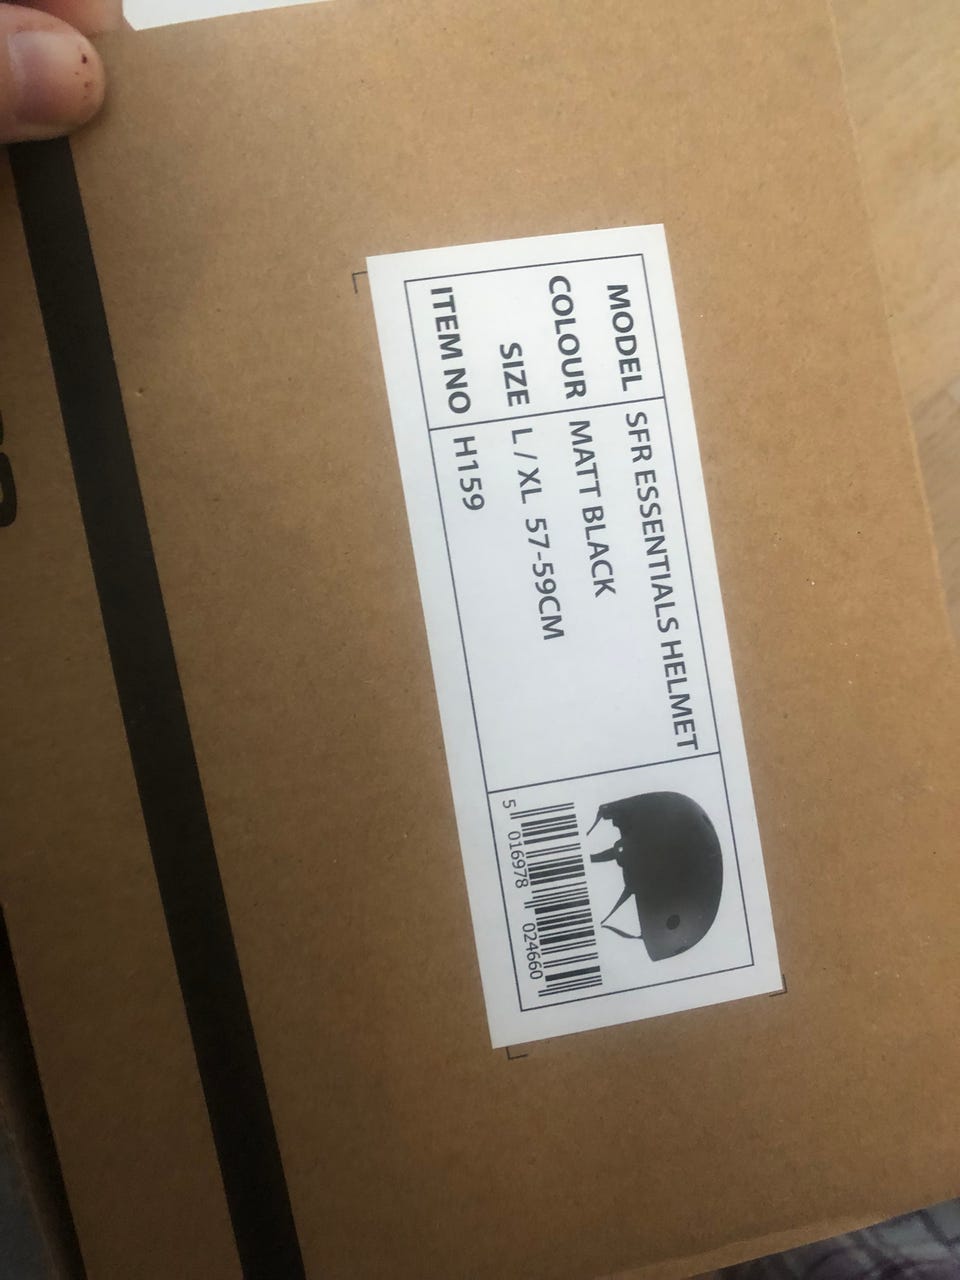 MODEL SFR ESSENTIALS HELMET
COLOUR MATT BLACK
SIZE L / XL 57-59CM
ITEM NO H159
5 016978 024660